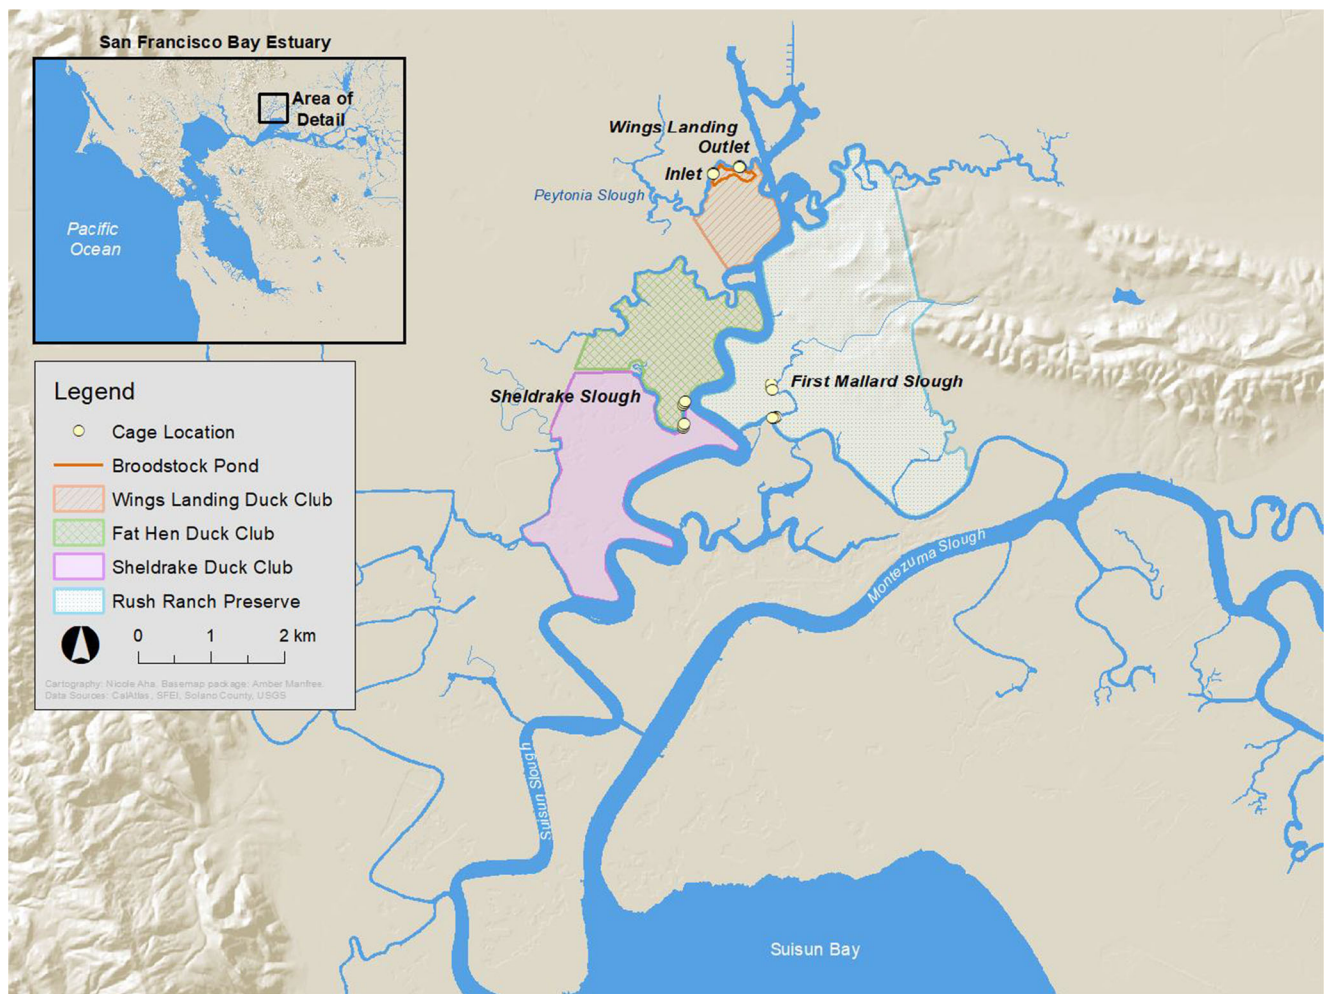 San Francisco Bay Estuary
Area of
Detail
Pacific
Ocean
Wings Landing
Outlet
Inlet
Peytonia Slough
Sheldrake Slough
First Mallard Slough
Montezuma Slough
Suisun Slough
Suisun Bay
Legend
Cage Location
Broodstock Pond
Wings Landing Duck Club
Fat Hen Duck Club
Sheldrake Duck Club
Rush Ranch Preserve
0 1 2 km
Cartography: Nicole Aha, Basemap package: Amber Manfree,
Data Sources: CalAtlas, SFEI, Solano County, USGS